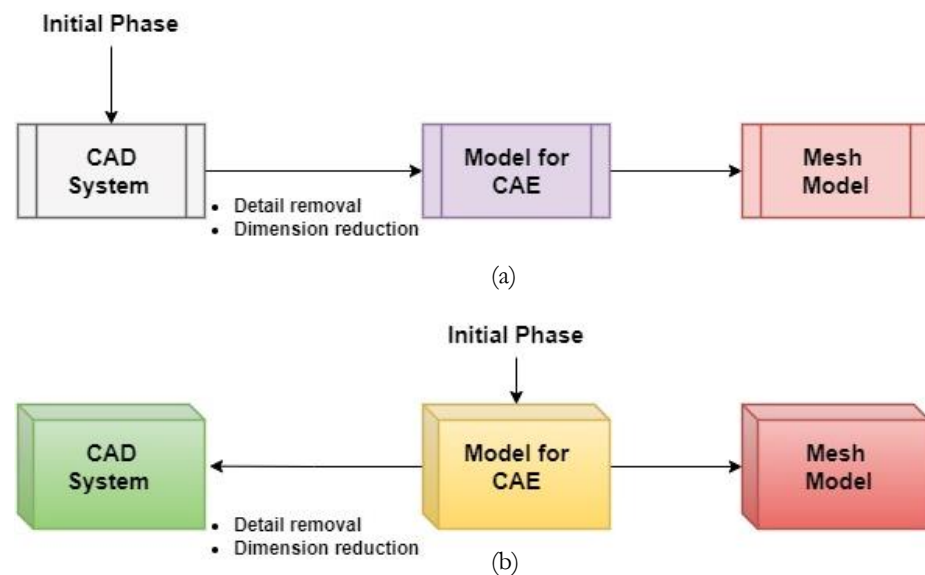 Initial Phase
CAD
System
Model for
CAE
Mesh
Model
• Detail removal
• Dimension reduction
(a)
Initial Phase
CAD
System
Model for
CAE
Mesh
Model
• Detail removal
• Dimension reduction
(b)